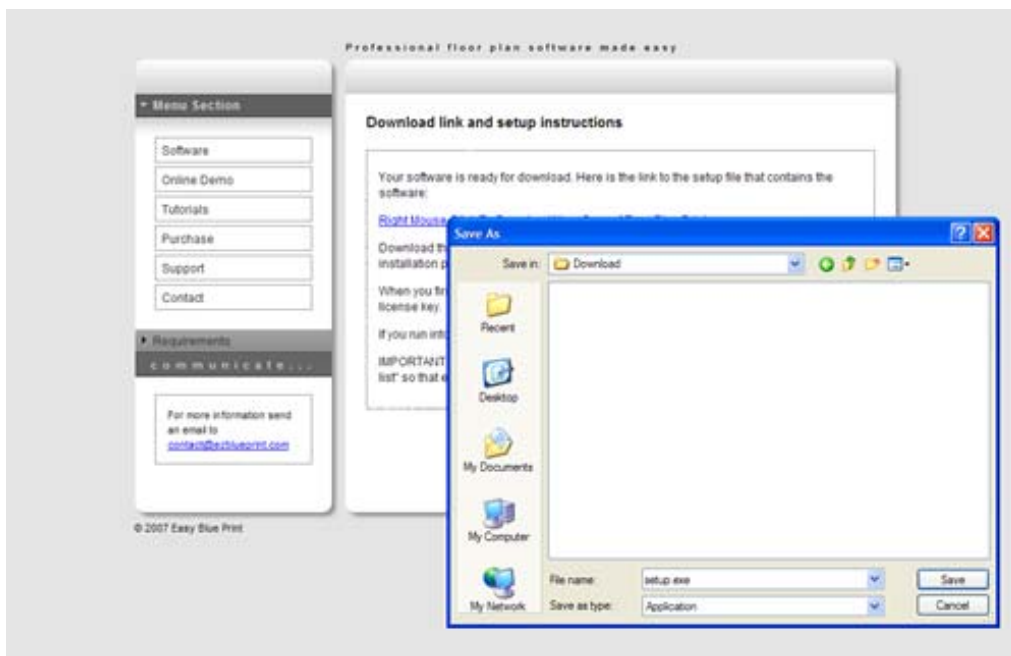 Professional floor plan software made easy
Menu Section
Software
Online Demo
Tutorials
Purchase
Support
Contact
Requirements
communicate...
For more information send
an email to
contact@ezblueprint.com
© 2007 Easy Blue Print
Download link and setup instructions
Your software is ready for download. Here is the link to the setup file that contains the
software:
Right Mouse
Download th
installation p
When you fir
license key.
If you run into
IMPORTANT
list" so that e
Save As
Save in:
Download
Recent
Desktop
My Documents
My Computer
My Network
File name:
setup.exe
Save
Save as type:
Application
Cancel